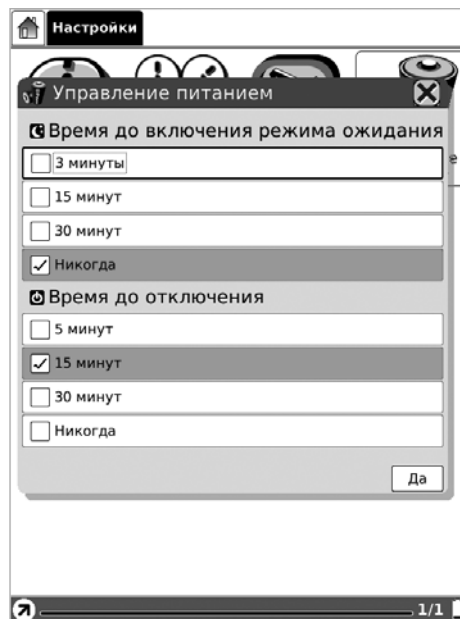 Настройки
Управление питанием
Время до включения режима ожидания
3 минуты
15 минут
30 минут
Никогда
Время до отключения
5 минут
15 минут
30 минут
Никогда
Да
1/1